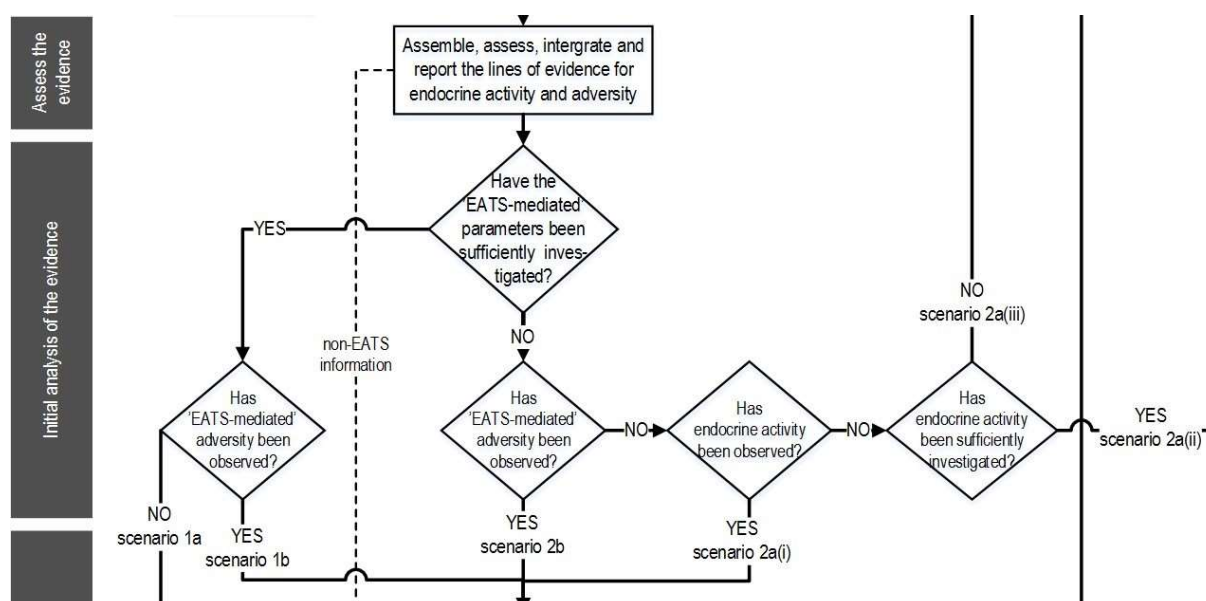 Assess the
evidence
Assemble, assess, intergrate and
report the lines of evidence for
endocrine activity and adversity
Initial analysis of the evidence
Have the
'EATS-mediated'
parameters been
sufficiently inves-
tigated?
YES
NO
non-EATS
information
NO
scenario 2a(iii)
Has
'EATS-mediated'
adversity been
observed?
Has
'EATS-mediated'
adversity been
observed?
NO
Has
endocrine activity
been observed?
NO
Has
endocrine activity
been sufficiently
investigated?
YES
scenario 2a(ii)
NO
scenario 1a
YES
scenario 1b
YES
scenario 2b
YES
scenario 2a(i)